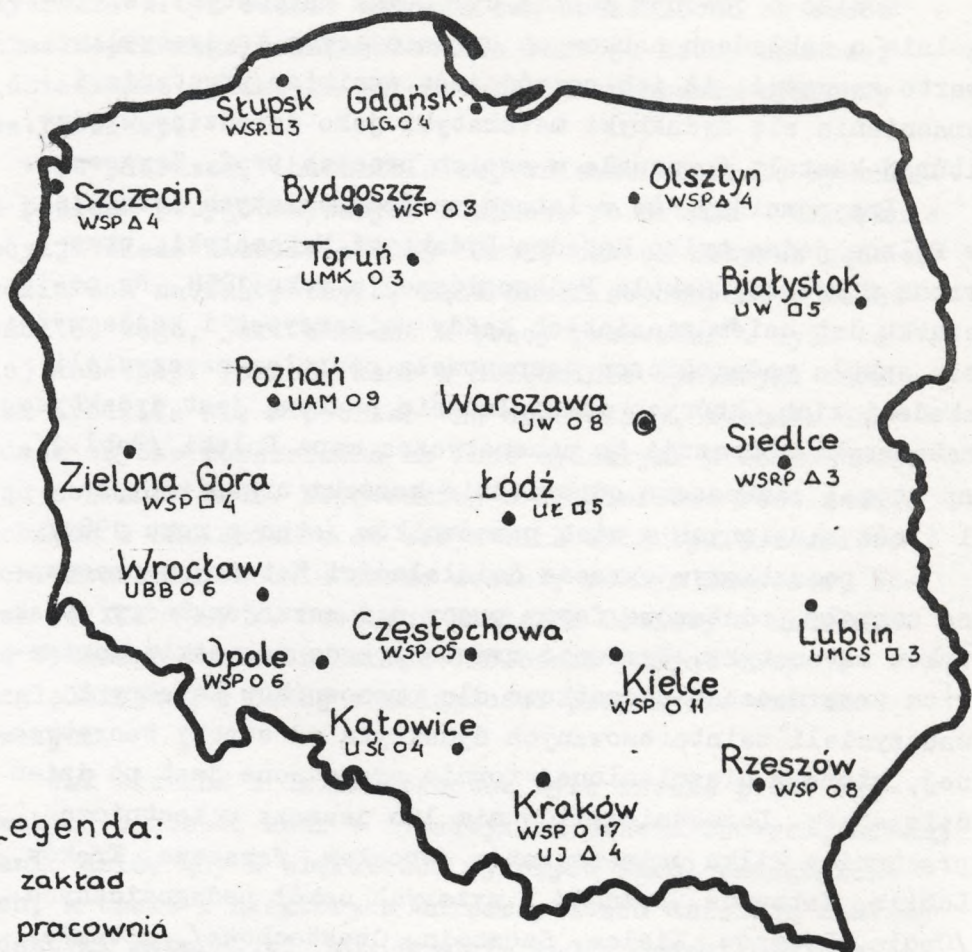 Słupsk
WSP □ 3
Gdańsk
UG O 4
Szczecin
WSP Δ 4
Bydgoszcz
WSP O 3
Olsztyn
WSP Δ 4
Toruń
UMK O 3
Białystok
UW □ 5
Poznań
UAM O 9
Warszawa
UW O 8
Siedlce
WSRP Δ 3
Zielona Góra
WSP □ 4
Łódź
UŁ □ 5
Wrocław
UBB O 6
Lublin
UMCS □ 3
Częstochowa
WSP O 5
Opole
WSP O 6
Kielce
WSP O 11
Katowice
UŚl O 4
Rzeszów
WSP O 8
Kraków
WSP O 17
UJ Δ 4
egenda:
zakład
pracownia